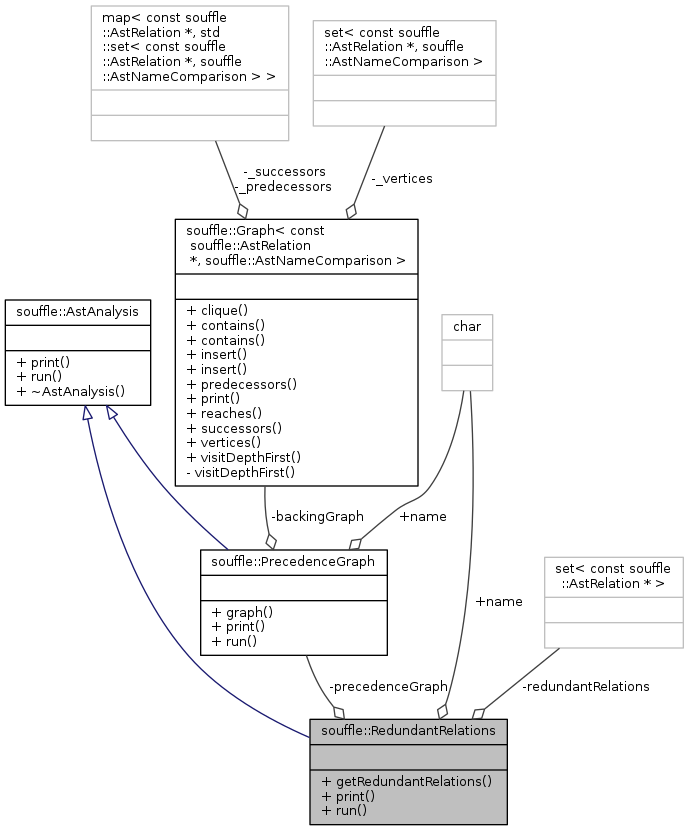 map< const souffle
::AstRelation *, std
::set< const souffle
::AstRelation *, souffle
::AstNameComparison > >
set< const souffle
::AstRelation *, souffle
::AstNameComparison >
-_successors
-_predecessors
-_vertices
souffle::Graph< const
souffle::AstRelation
*, souffle::AstNameComparison >
+ clique()
+ contains()
+ contains()
+ insert()
+ insert()
+ predecessors()
+ print()
+ reaches()
+ successors()
+ vertices()
+ visitDepthFirst()
- visitDepthFirst()
souffle::AstAnalysis
+ print()
+ run()
+ ~AstAnalysis()
char
-backingGraph
+name
souffle::PrecedenceGraph
+ graph()
+ print()
+ run()
set< const souffle
::AstRelation * >
+name
-precedenceGraph
-redundantRelations
souffle::RedundantRelations
+ getRedundantRelations()
+ print()
+ run()